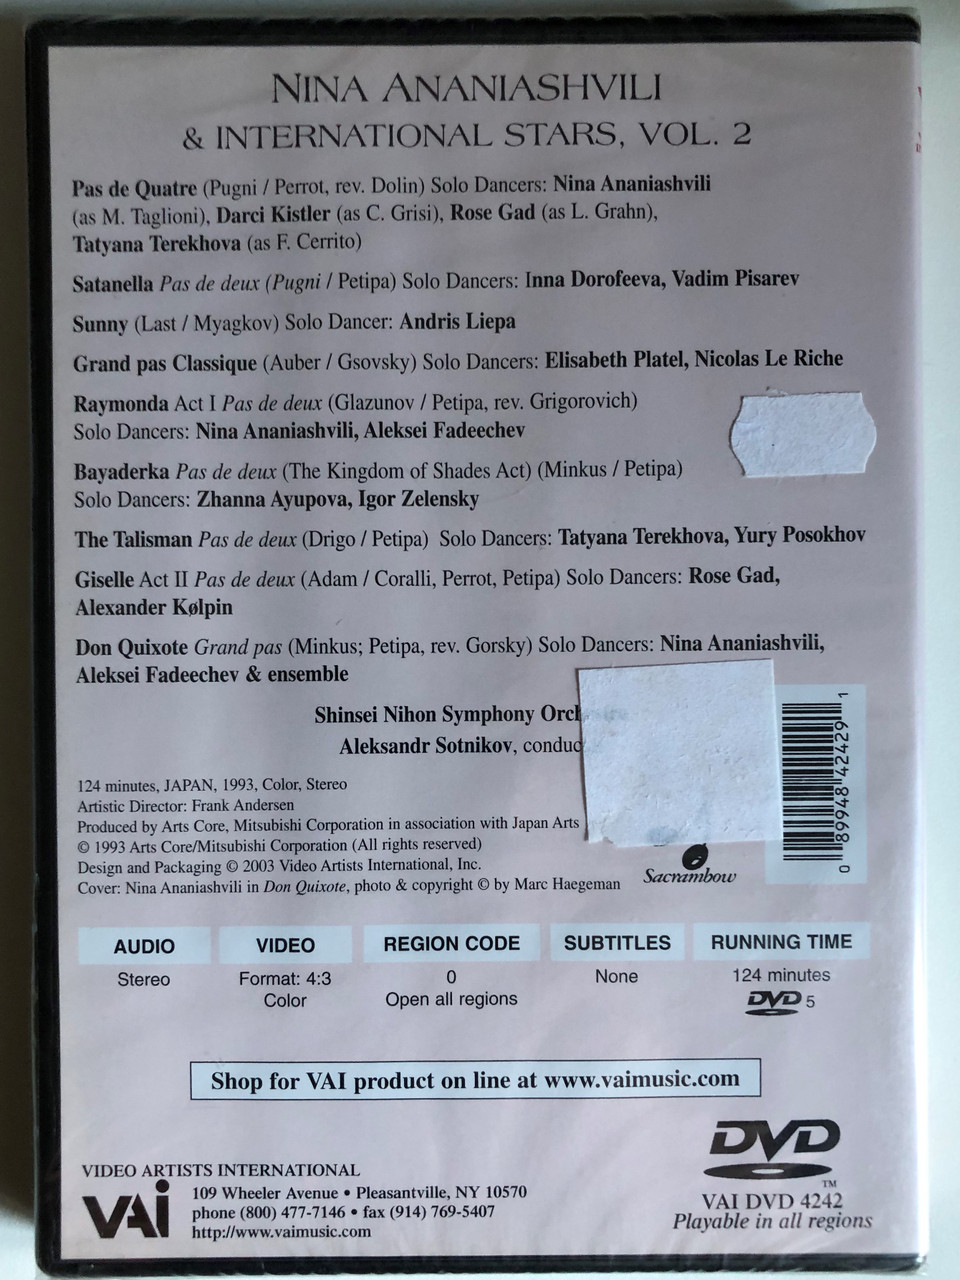 NINA ANANIASHVILI
& INTERNATIONAL STARS, VOL. 2
Pas de Quatre (Pugni / Perrot, rev. Dolin) Solo Dancers: Nina Ananiashvili
(as M. Taglioni), Darci Kistler (as C. Grisi), Rose Gad (as L. Grahn),
Tatyana Terekhova (as F. Cerrito)
Satanella Pas de deux (Pugni / Petipa) Solo Dancers: Inna Dorofeeva, Vadim Pisarev
Sunny (Last / Myagkov) Solo Dancer: Andris Liepa
Grand pas Classique (Auber / Gsovsky) Solo Dancers: Elisabeth Platel, Nicolas Le Riche
Raymonda Act I Pas de deux (Glazunov / Petipa, rev. Grigorovich)
Solo Dancers: Nina Ananiashvili, Aleksei Fadeechev
Bayaderka Pas de deux (The Kingdom of Shades Act) (Minkus / Petipa)
Solo Dancers: Zhanna Ayupova, Igor Zelensky
The Talisman Pas de deux (Drigo / Petipa) Solo Dancers: Tatyana Terekhova, Yury Posokhov
Giselle Act II Pas de deux (Adam / Coralli, Perrot, Petipa) Solo Dancers: Rose Gad,
Alexander Kølpin
Don Quixote Grand pas (Minkus; Petipa, rev. Gorsky) Solo Dancers: Nina Ananiashvili,
Aleksei Fadeechev & ensemble
Shinsei Nihon Symphony Orch
Aleksandr Sotnikov, conduc
124 minutes, JAPAN, 1993, Color, Stereo
Artistic Director: Frank Andersen
Produced by Arts Core, Mitsubishi Corporation in association with Japan Arts
© 1993 Arts Core/Mitsubishi Corporation (All rights reserved)
Design and Packaging © 2003 Video Artists International, Inc.
Cover: Nina Ananiashvili in Don Quixote, photo & copyright © by Marc Haegeman
Sacrambow
0 89948 42429 1
AUDIO VIDEO REGION CODE SUBTITLES RUNNING TIME
Stereo Format: 4:3 0 None 124 minutes
Color Open all regions DVD 5
Shop for VAI product on line at www.vaimusic.com
DVD
TM
VAI DVD 4242
Playable in all regions
VIDEO ARTISTS INTERNATIONAL
VAI
109 Wheeler Avenue • Pleasantville, NY 10570
phone (800) 477-7146 • fax (914) 769-5407
http://www.vaimusic.com